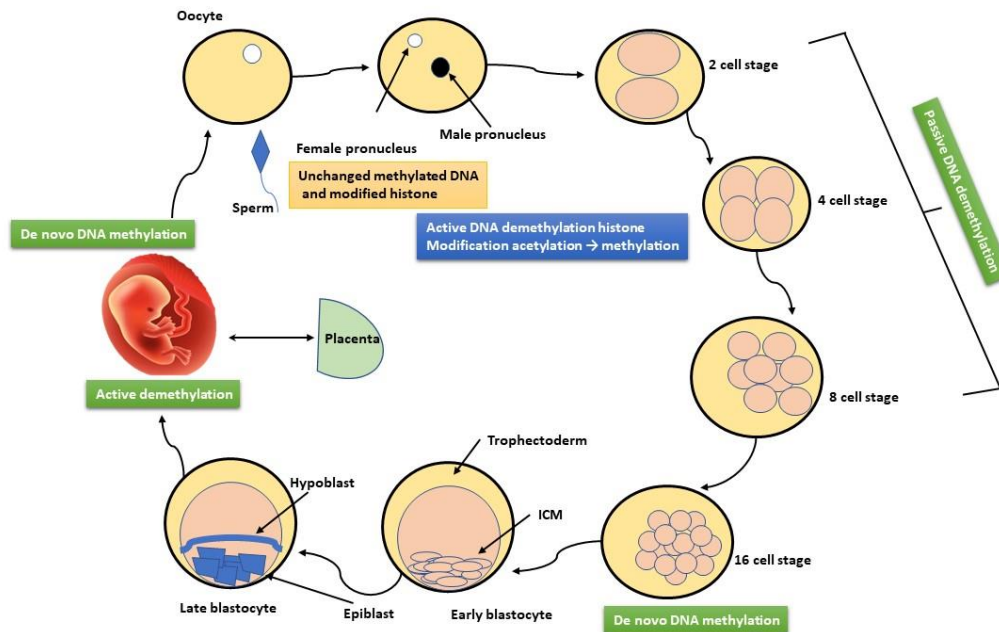 Oocyte
2 cell stage
Male pronucleus
Female pronucleus
Unchanged methylated DNA
and modified histone
Sperm
Passive DNA demethylation
4 cell stage
De novo DNA methylation
Active DNA demethylation histone
Modification acetylation → methylation
Placenta
Active demethylation
8 cell stage
Trophectoderm
Hypoblast
ICM
16 cell stage
Late blastocyte
Epiblast
Early blastocyte
De novo DNA methylation